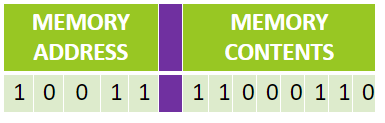 MEMORY ADDRESS MEMORY CONTENTS
1 0 0 1 1 1 1 0 0 0 1 1 0